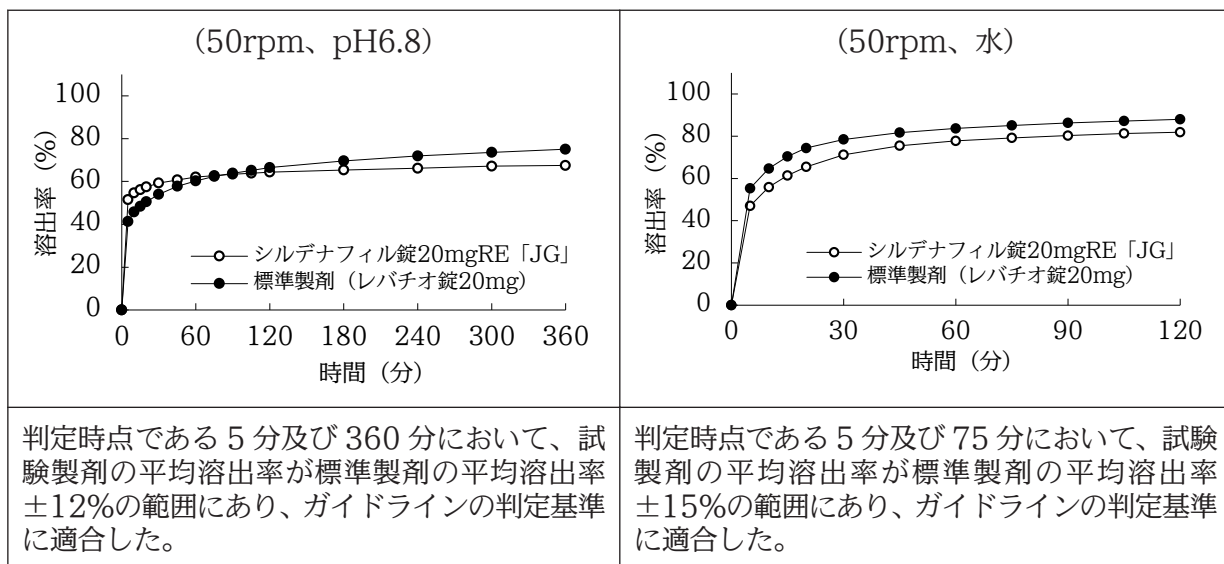 (50rpm、pH6.8)
溶出率 (%)
100
80
60
40
20
0
シルデナフィル錠20mgRE「JG」
標準製剤（レバチオ錠20mg）
0 60 120 180 240 300 360
時間（分）
判定時点である 5 分及び 360 分において、試
験製剤の平均溶出率が標準製剤の平均溶出率
±12%の範囲にあり、ガイドラインの判定基準
に適合した。
(50rpm、水)
溶出率 (%)
100
80
60
40
20
0
シルデナフィル錠20mgRE「JG」
標準製剤（レバチオ錠20mg）
0 30 60 90 120
時間（分）
判定時点である 5 分及び 75 分において、試験
製剤の平均溶出率が標準製剤の平均溶出率
±15%の範囲にあり、ガイドラインの判定基準
に適合した。